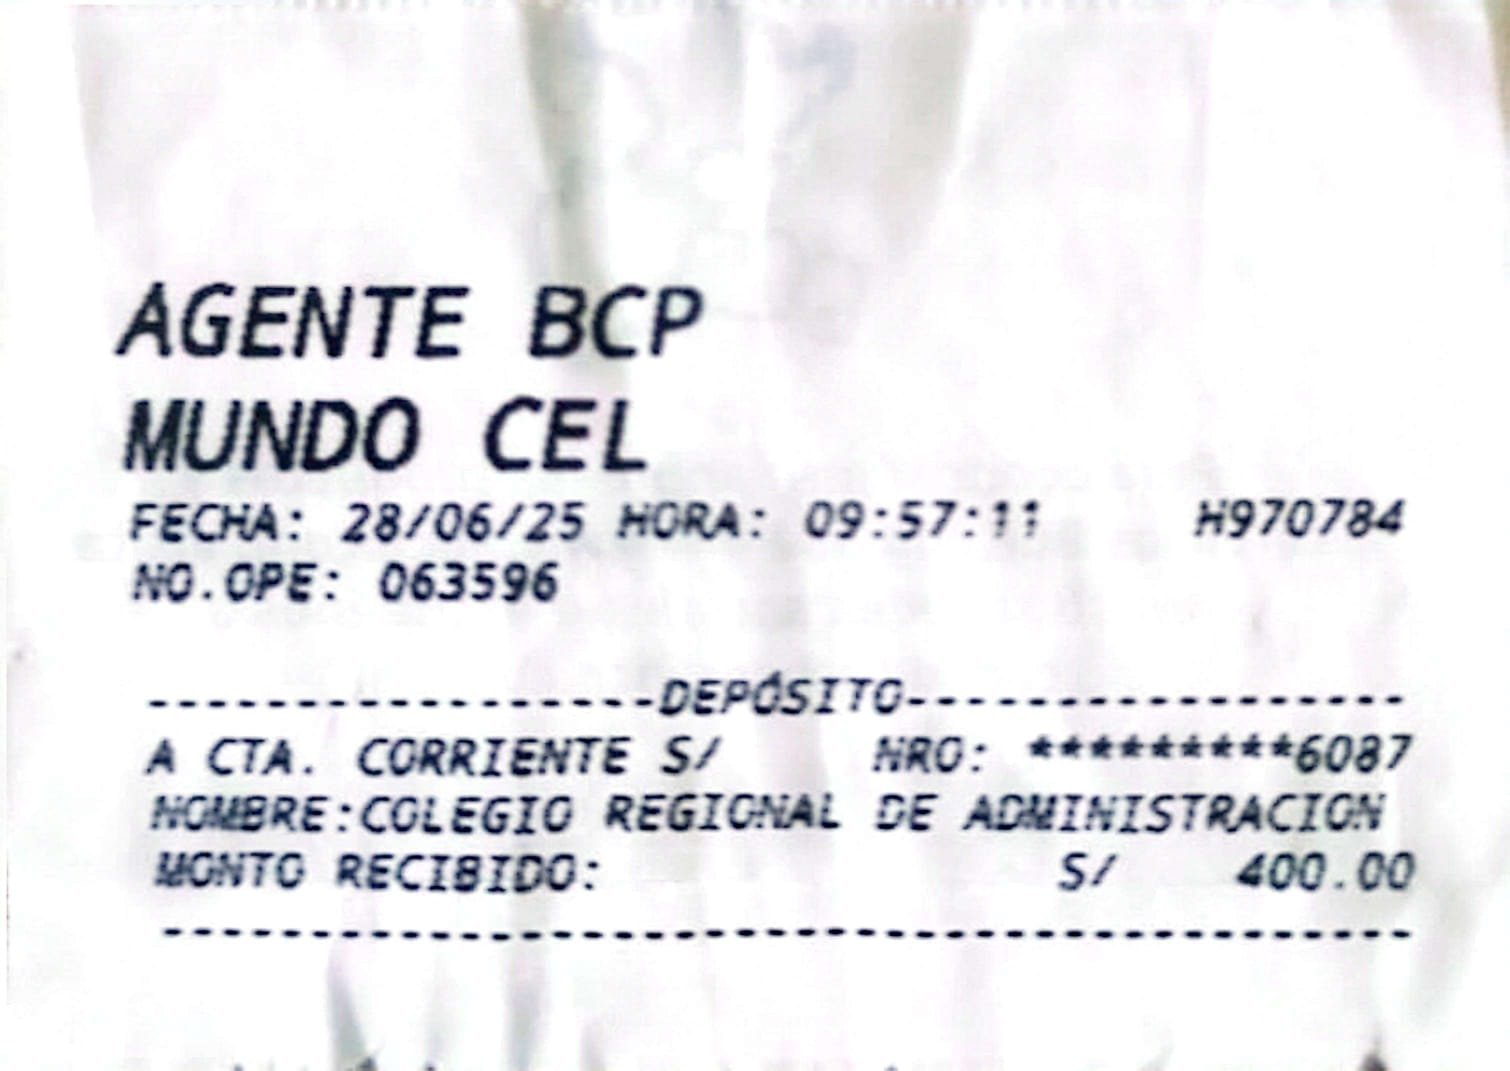 AGENTE BCP
MUNDO CEL
FECHA: 28/06/25 HORA: 09:57:11 H970784
NO.OPE: 063596
------------------DEPÓSITO------------------
A CTA. CORRIENTE S/ NRO: *********6087
NOMBRE:COLEGIO REGIONAL DE ADMINISTRACION
MONTO RECIBIDO: S/ 400.00
------------------------------------------